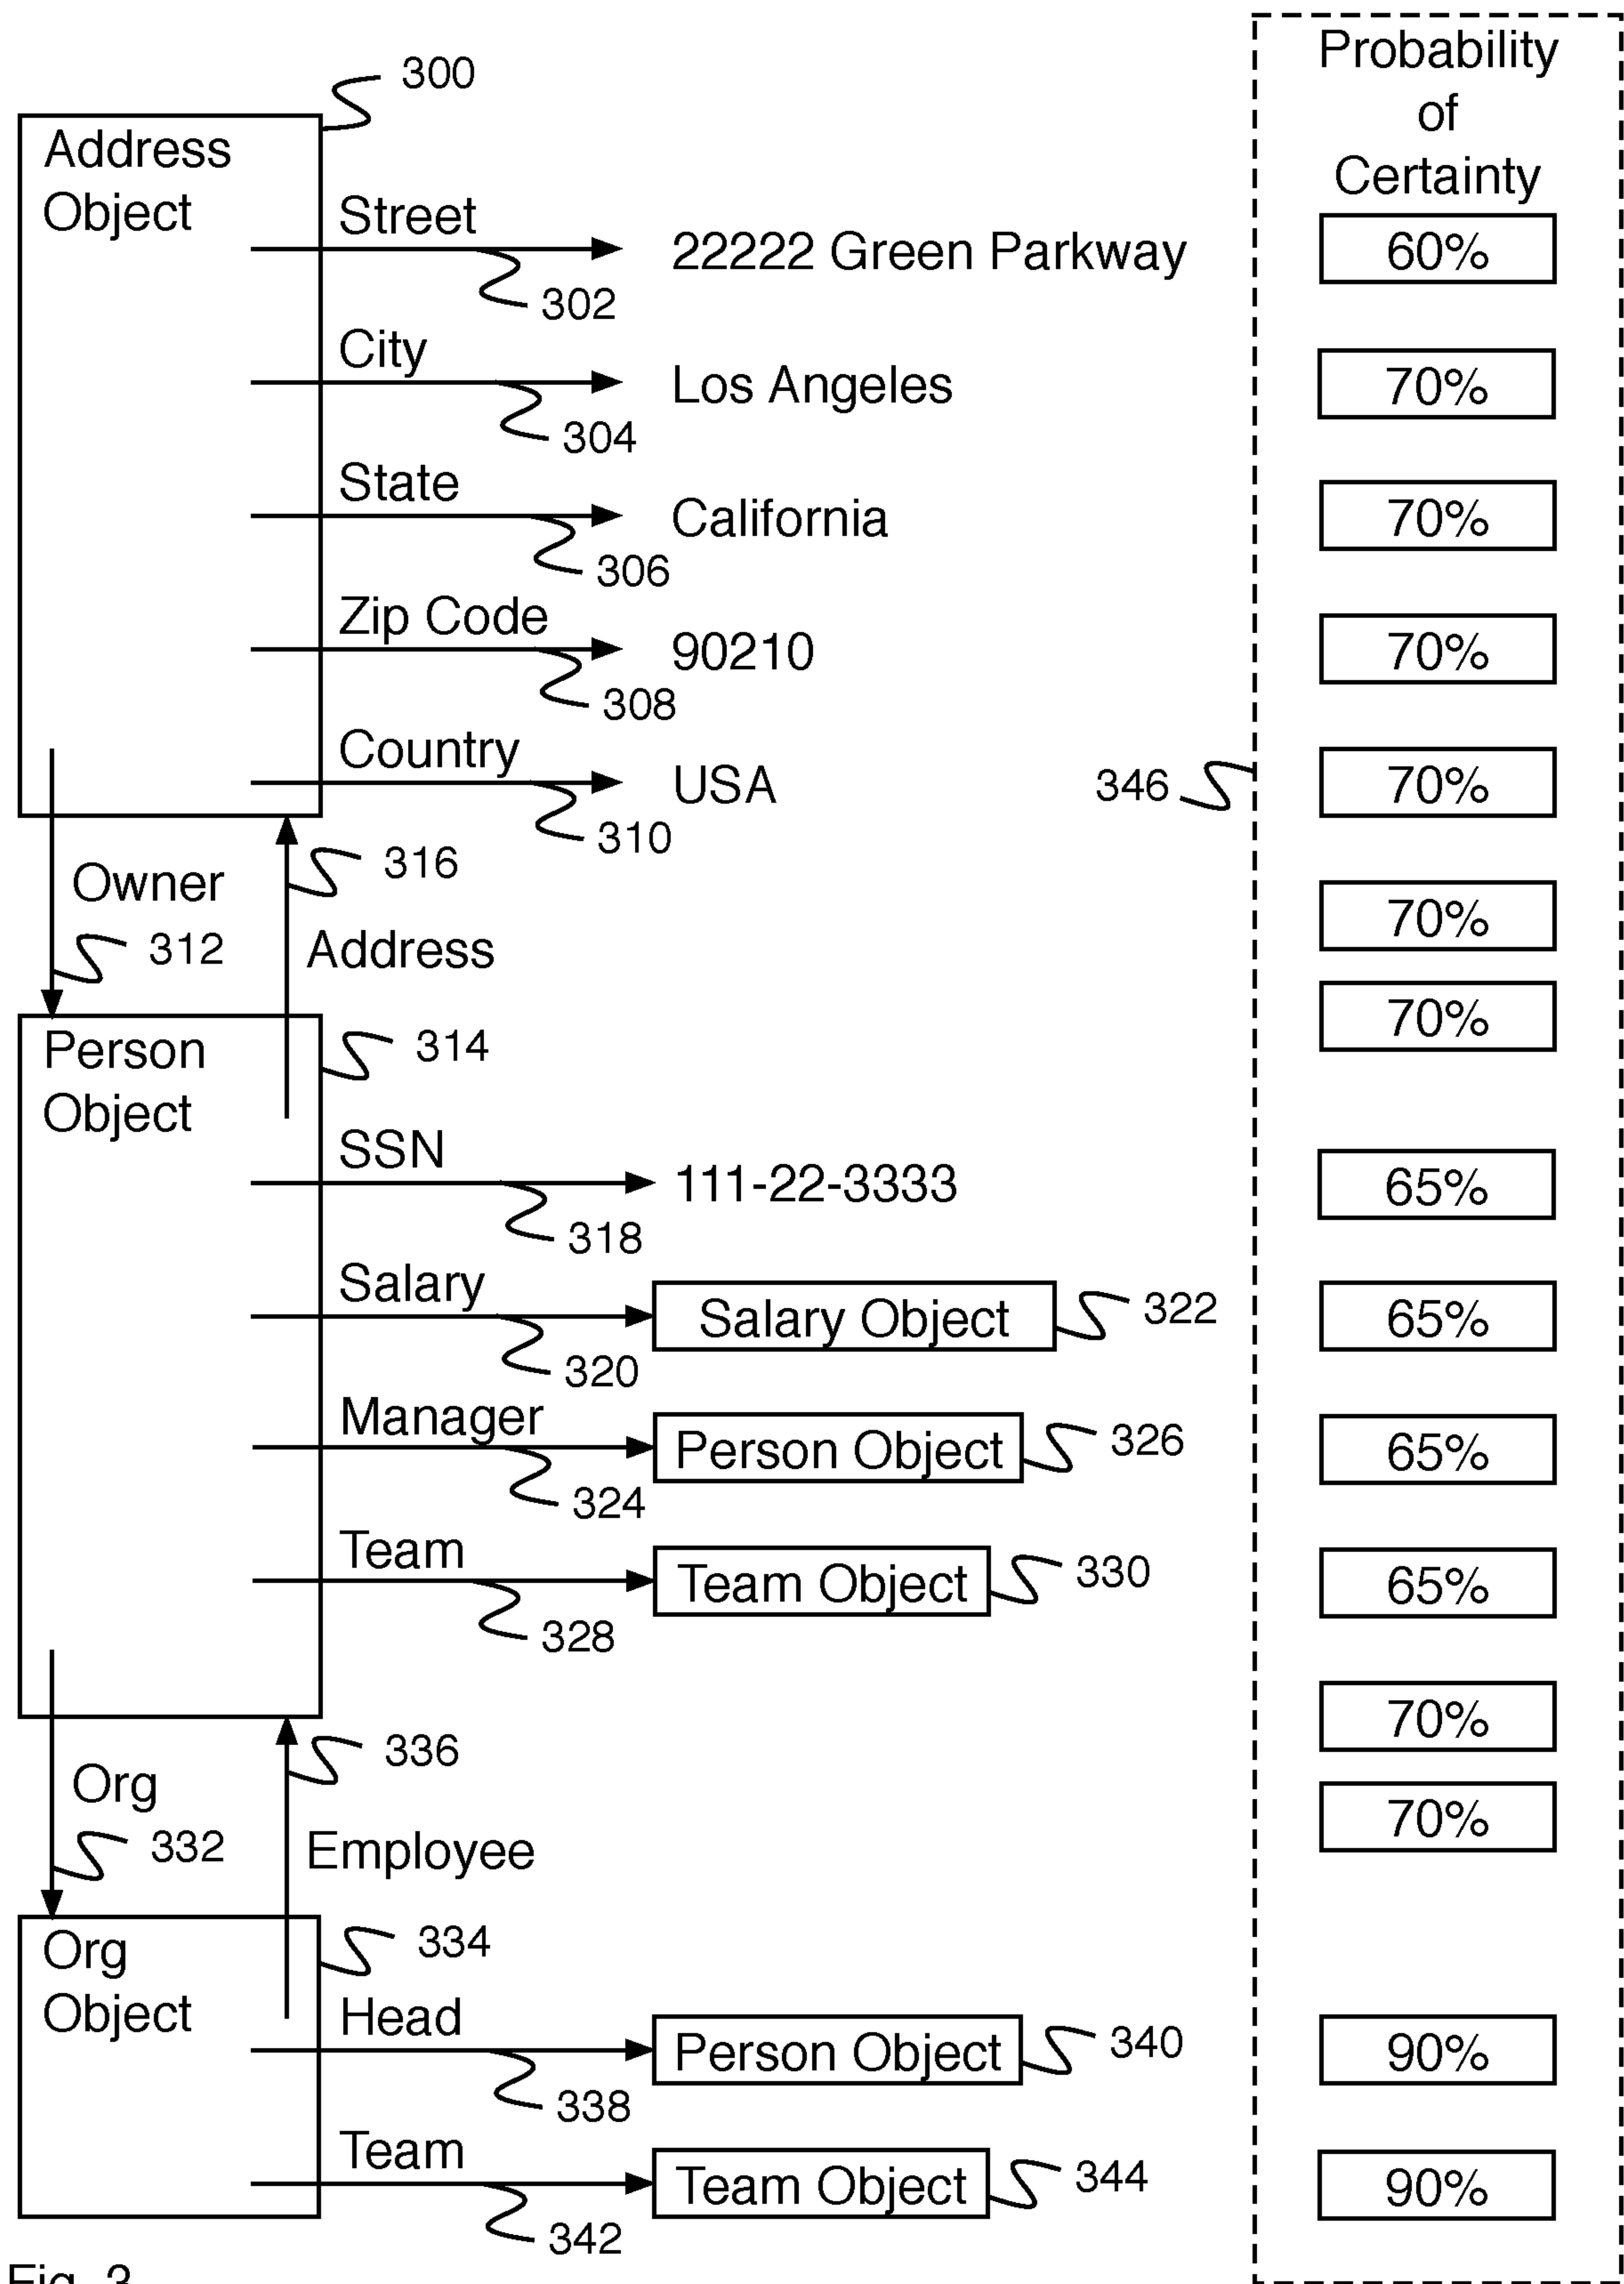 Probability
of
Certainty
300
Address
Object
Street
22222 Green Parkway
60%
302
City
Los Angeles
70%
304
State
California
70%
306
Zip Code
90210
70%
308
Country
USA
346
70%
310
316
Owner
70%
312
Address
70%
Person
Object
314
SSN
111-22-3333
65%
318
Salary
Salary Object
322
65%
320
Manager
Person Object
326
65%
324
Team
Team Object
330
65%
328
70%
336
Org
70%
332
Employee
Org
Object
334
Head
Person Object
340
90%
338
Team
Team Object
344
90%
342
Fig. 3